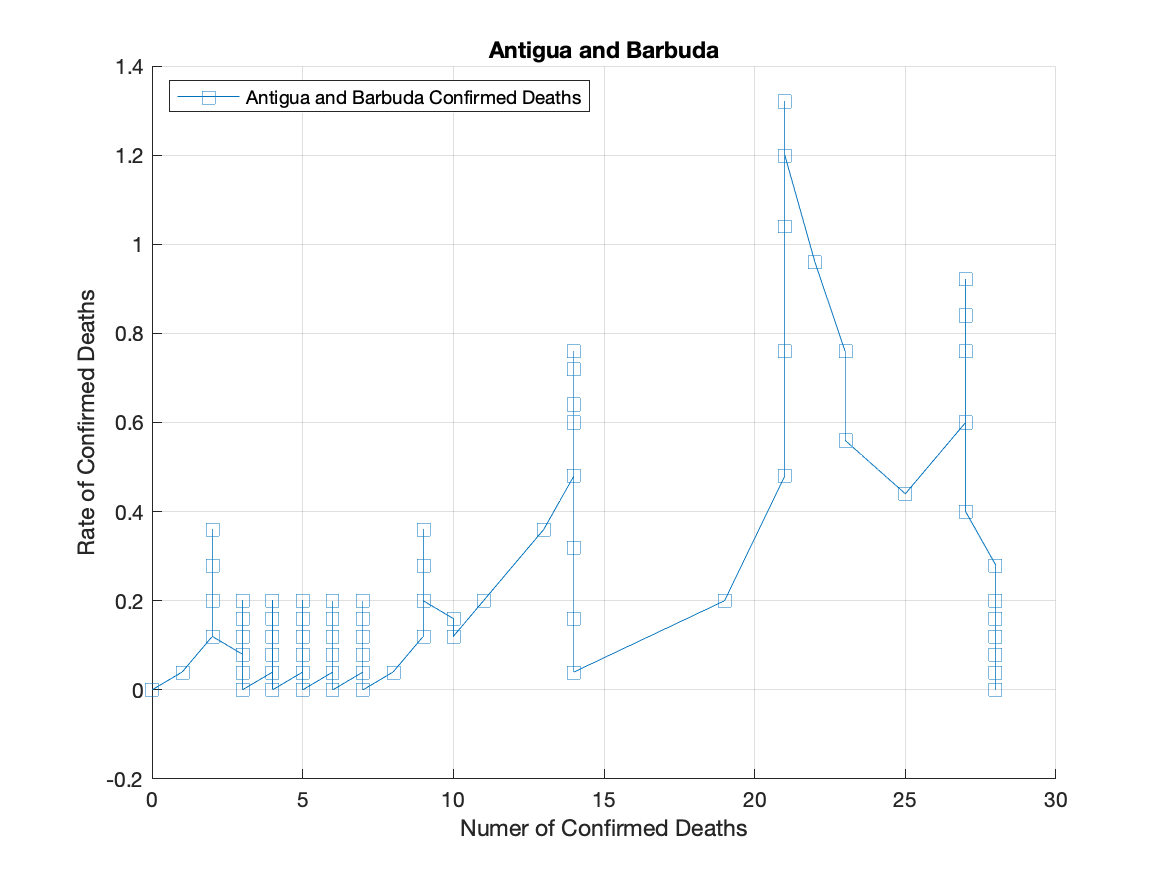 Antigua and Barbuda
Antigua and Barbuda Confirmed Deaths
Rate of Confirmed Deaths
1.4
1.2
1
0.8
0.6
0.4
0.2
0
-0.2
0 5 10 15 20 25 30
Numer of Confirmed Deaths